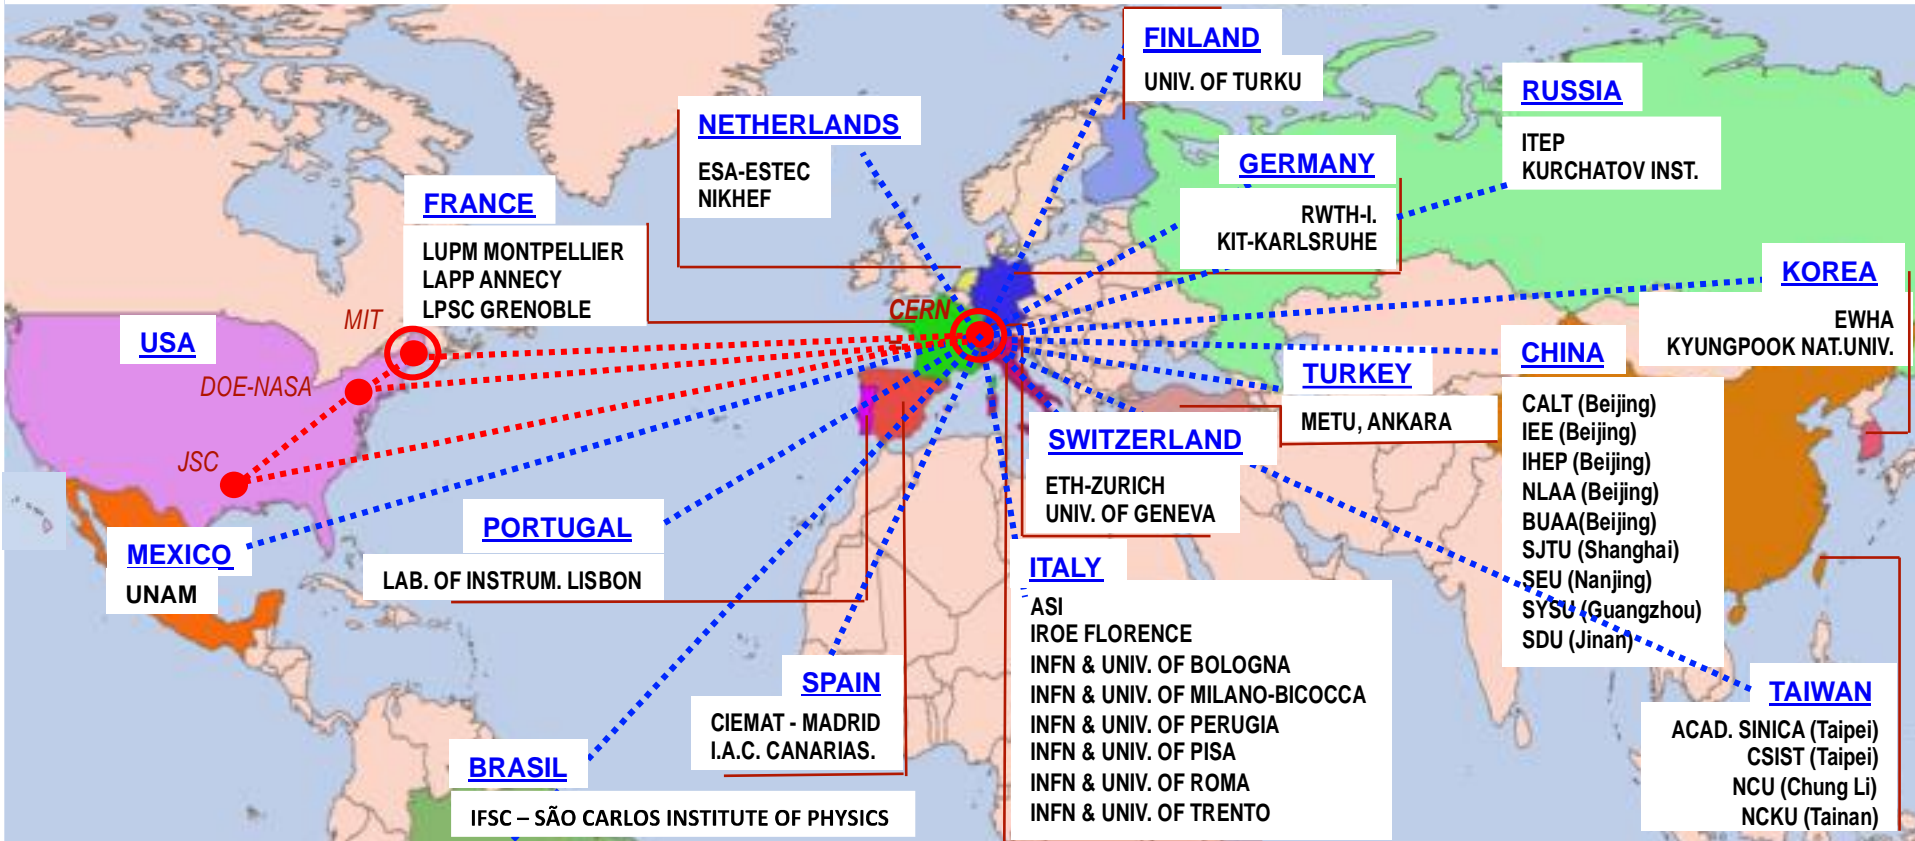 FINLAND
UNIV. OF TURKU
RUSSIA
ITEP
KURCHATOV INST.
NETHERLANDS
ESA-ESTEC
NIKHEF
GERMANY
RWTH-I.
KIT-KARLSRUHE
FRANCE
LUPM MONTPELLIER
LAPP ANNECY
LPSC GRENOBLE
KOREA
EWHA
KYUNGPOOK NAT.UNIV.
CERN
MIT
USA
DOE-NASA
JSC
CHINA
CALT (Beijing)
IEE (Beijing)
IHEP (Beijing)
NLAA (Beijing)
BUAA(Beijing)
SJTU (Shanghai)
SEU (Nanjing)
SYSU (Guangzhou)
SDU (Jinan)
TURKEY
METU, ANKARA
SWITZERLAND
ETH-ZURICH
UNIV. OF GENEVA
PORTUGAL
LAB. OF INSTRUM. LISBON
MEXICO
UNAM
ITALY
ASI
IROE FLORENCE
INFN & UNIV. OF BOLOGNA
INFN & UNIV. OF MILANO-BICOCCA
INFN & UNIV. OF PERUGIA
INFN & UNIV. OF PISA
INFN & UNIV. OF ROMA
INFN & UNIV. OF TRENTO
SPAIN
CIEMAT - MADRID
I.A.C. CANARIAS.
TAIWAN
ACAD. SINICA (Taipei)
CSIST (Taipei)
NCU (Chung Li)
NCKU (Tainan)
BRASIL
IFSC – SÃO CARLOS INSTITUTE OF PHYSICS